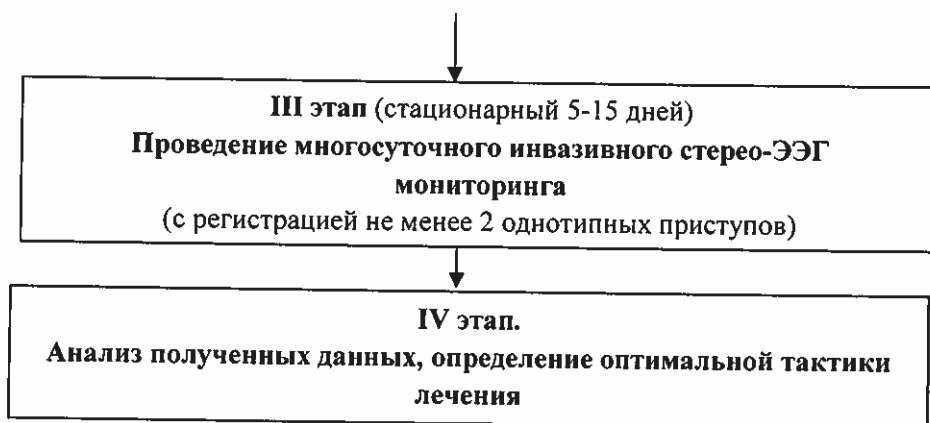 III этап (стационарный 5-15 дней)
Проведение многосуточного инвазивного стерео-ЭЭГ
мониторинга
(с регистрацией не менее 2 однотипных приступов)
IV этап.
Анализ полученных данных, определение оптимальной тактики
лечения